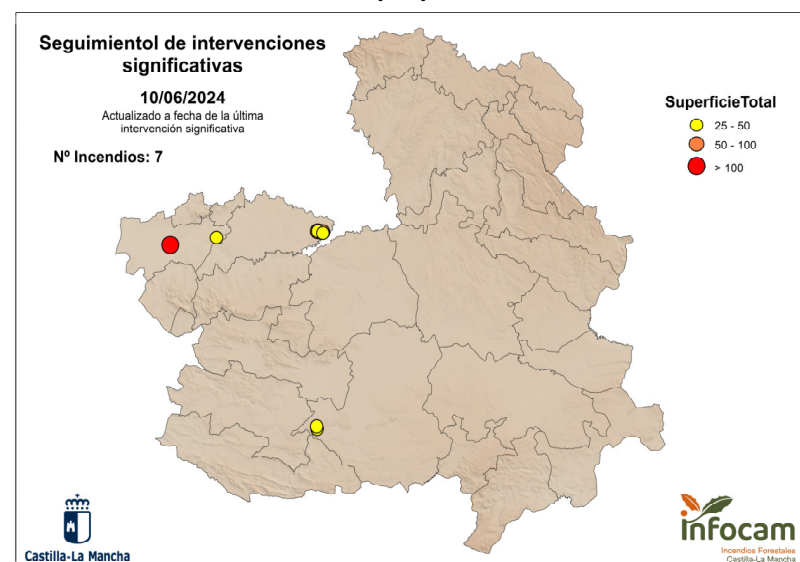 Seguimientol de intervenciones
significativas
10/06/2024
Actualizado a fecha de la última
intervención significativa
Nº Incendios: 7
SuperficieTotal
25 - 50
50 - 100
> 100
Castilla-La Mancha
infocam
Incendios Forestales
Castilla-La Mancha